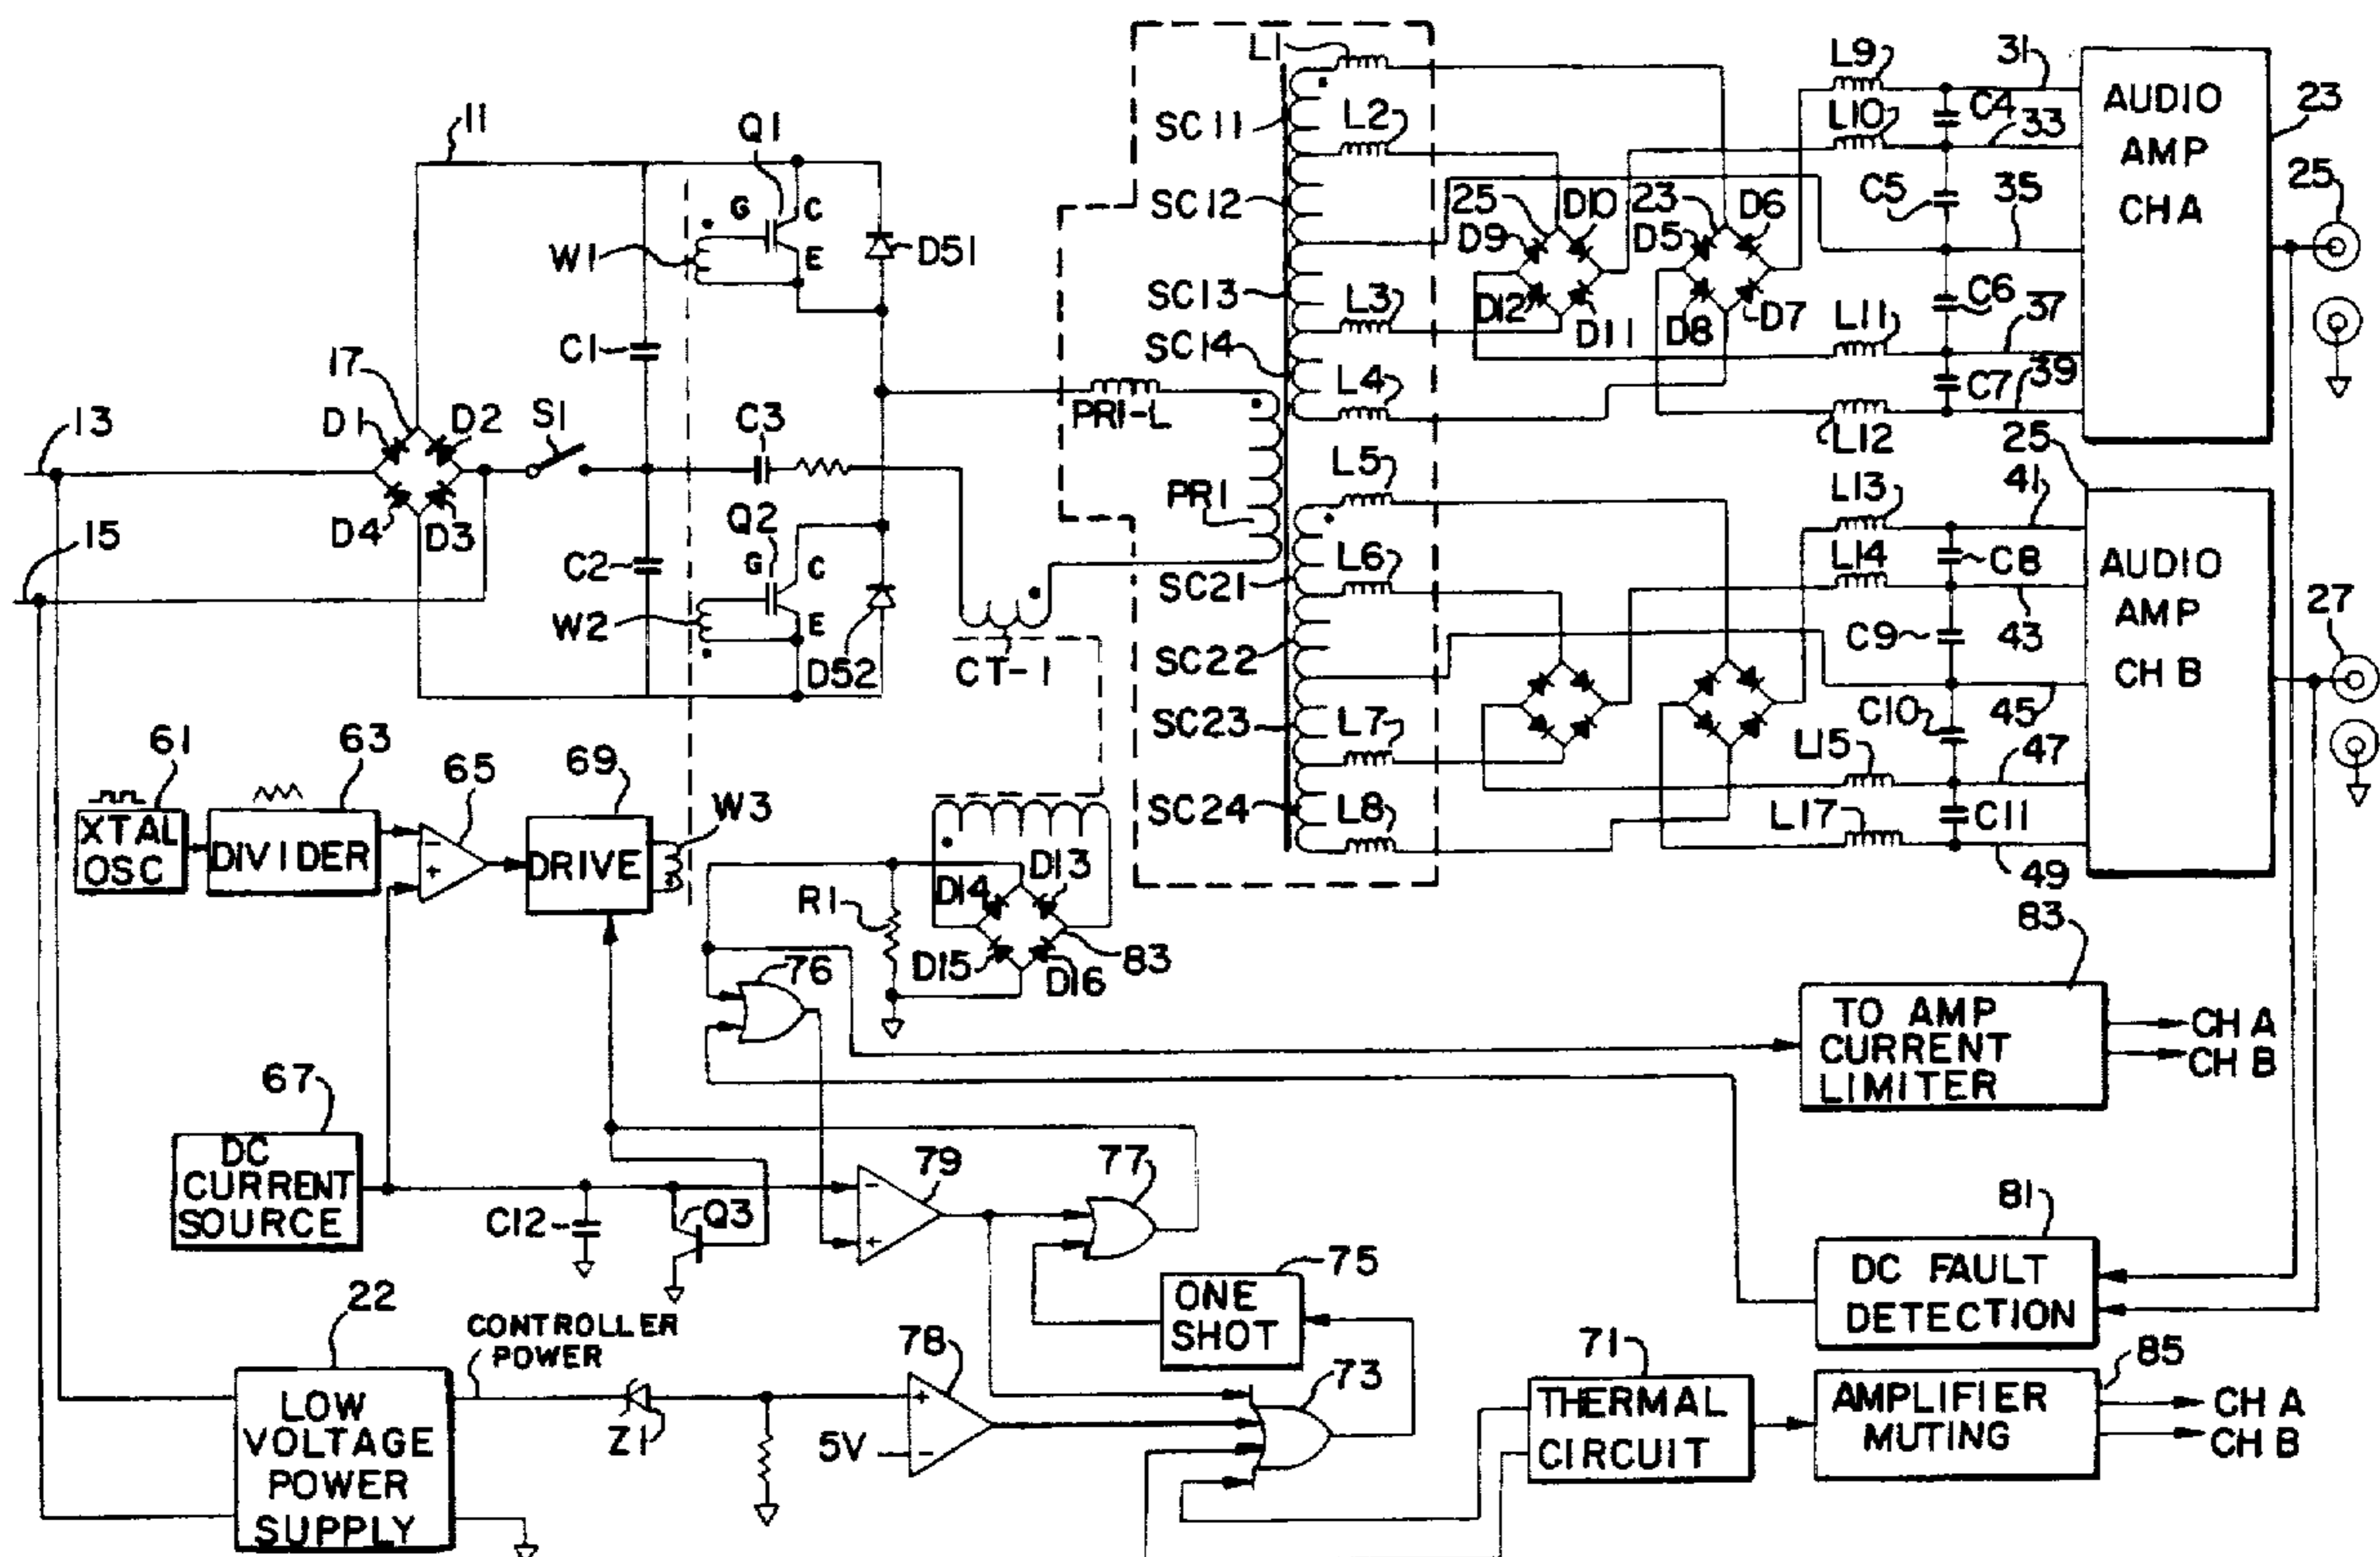 L1
L9
31
AUDIO
AMP
CH A
23
11
Q1
C4
L10
33
SC11
L2
25
G
C
W1
E
D51
SC12
25
D10
23
D6
C5
35
D9
D5
SC13
L3
D12
D11
D8
D7
L11
C6
37
C1
17
SC14
L4
C7
39
13
D1
D2
S1
C3
PRI-L
L12
25
D4
D3
Q2
PRI
L5
L13
41
15
C2
G
C
L6
L14
C8
AUDIO
AMP
CH B
27
W2
E
D52
SC21
C9
43
CT-1
SC22
61
63
65
69
SC23
L7
C10
45
L15
47
W3
XTAL
OSC
DIVIDER
-
+
DRIVE
SC24
L8
L17
C11
49
D14
D13
R1
83
D15
D16
83
76
TO AMP
CURRENT
LIMITER
CH A
CH B
67
DC
CURRENT
SOURCE
79
77
81
C12
Q3
-
+
DC FAULT
DETECTION
22
CONTROLLER
POWER
75
ONE
SHOT
LOW
VOLTAGE
POWER
SUPPLY
Z1
78
+
5V
-
73
71
THERMAL
CIRCUIT
85
AMPLIFIER
MUTING
CH A
CH B